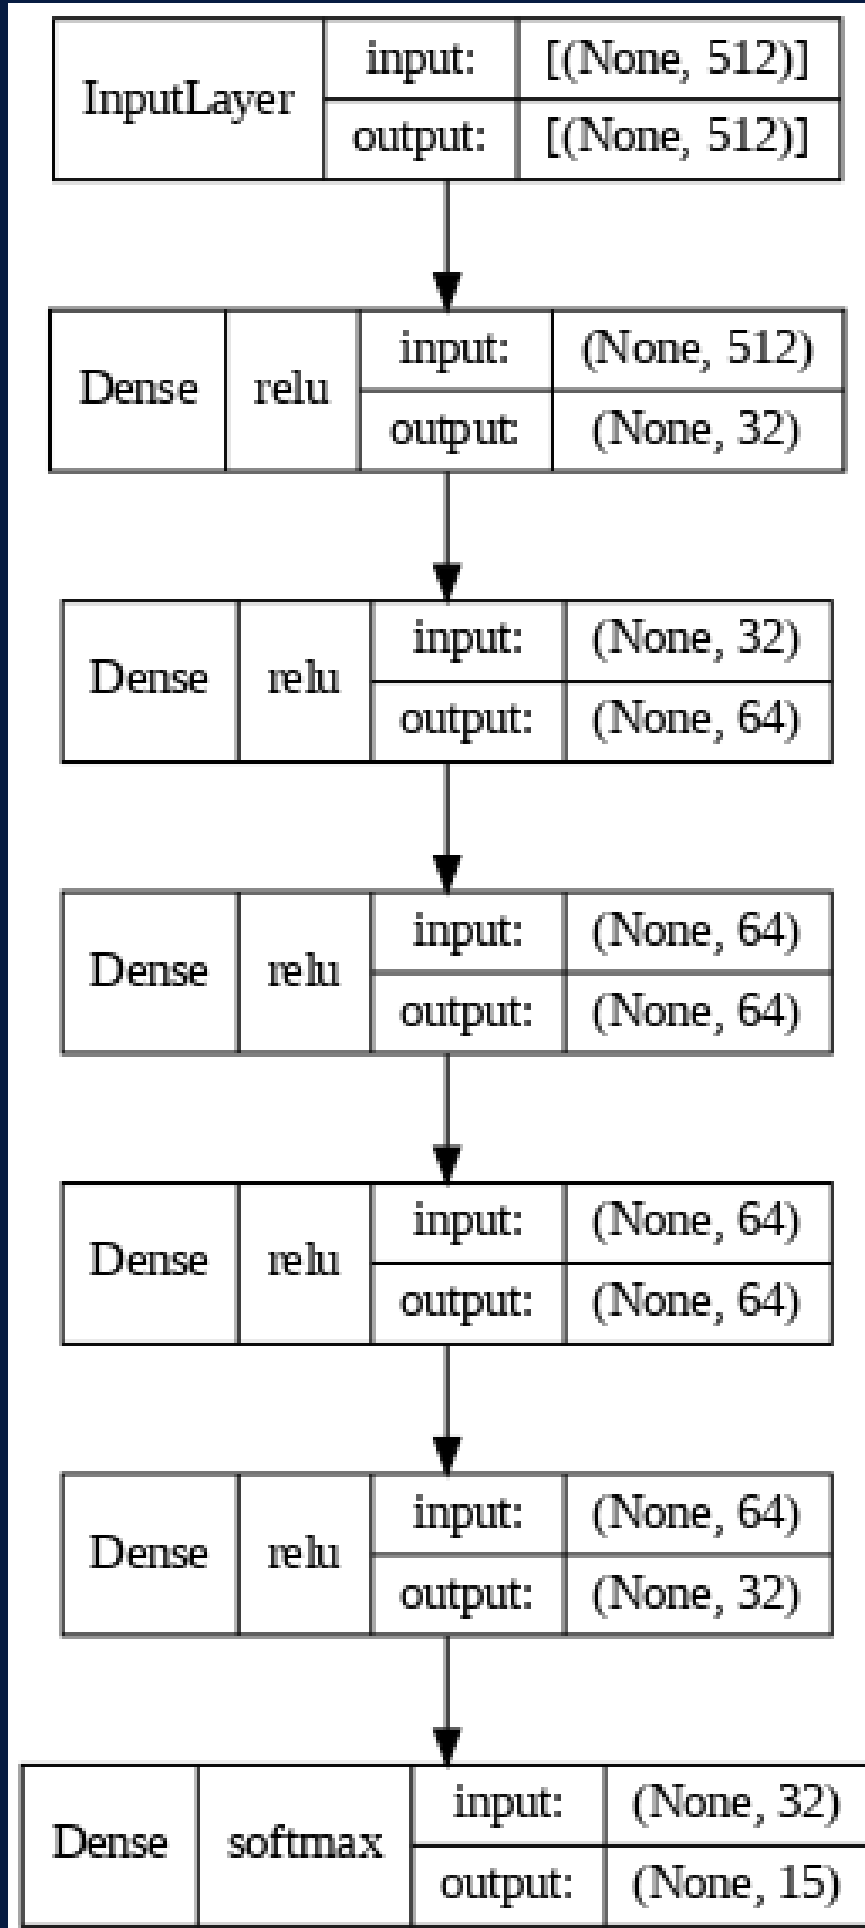 InputLayer
input: [(None, 512)]
output: [(None, 512)]
Dense relu
input: (None, 512)
output: (None, 32)
Dense relu
input: (None, 32)
output: (None, 64)
Dense relu
input: (None, 64)
output: (None, 64)
Dense relu
input: (None, 64)
output: (None, 64)
Dense relu
input: (None, 64)
output: (None, 32)
Dense softmax
input: (None, 32)
output: (None, 15)